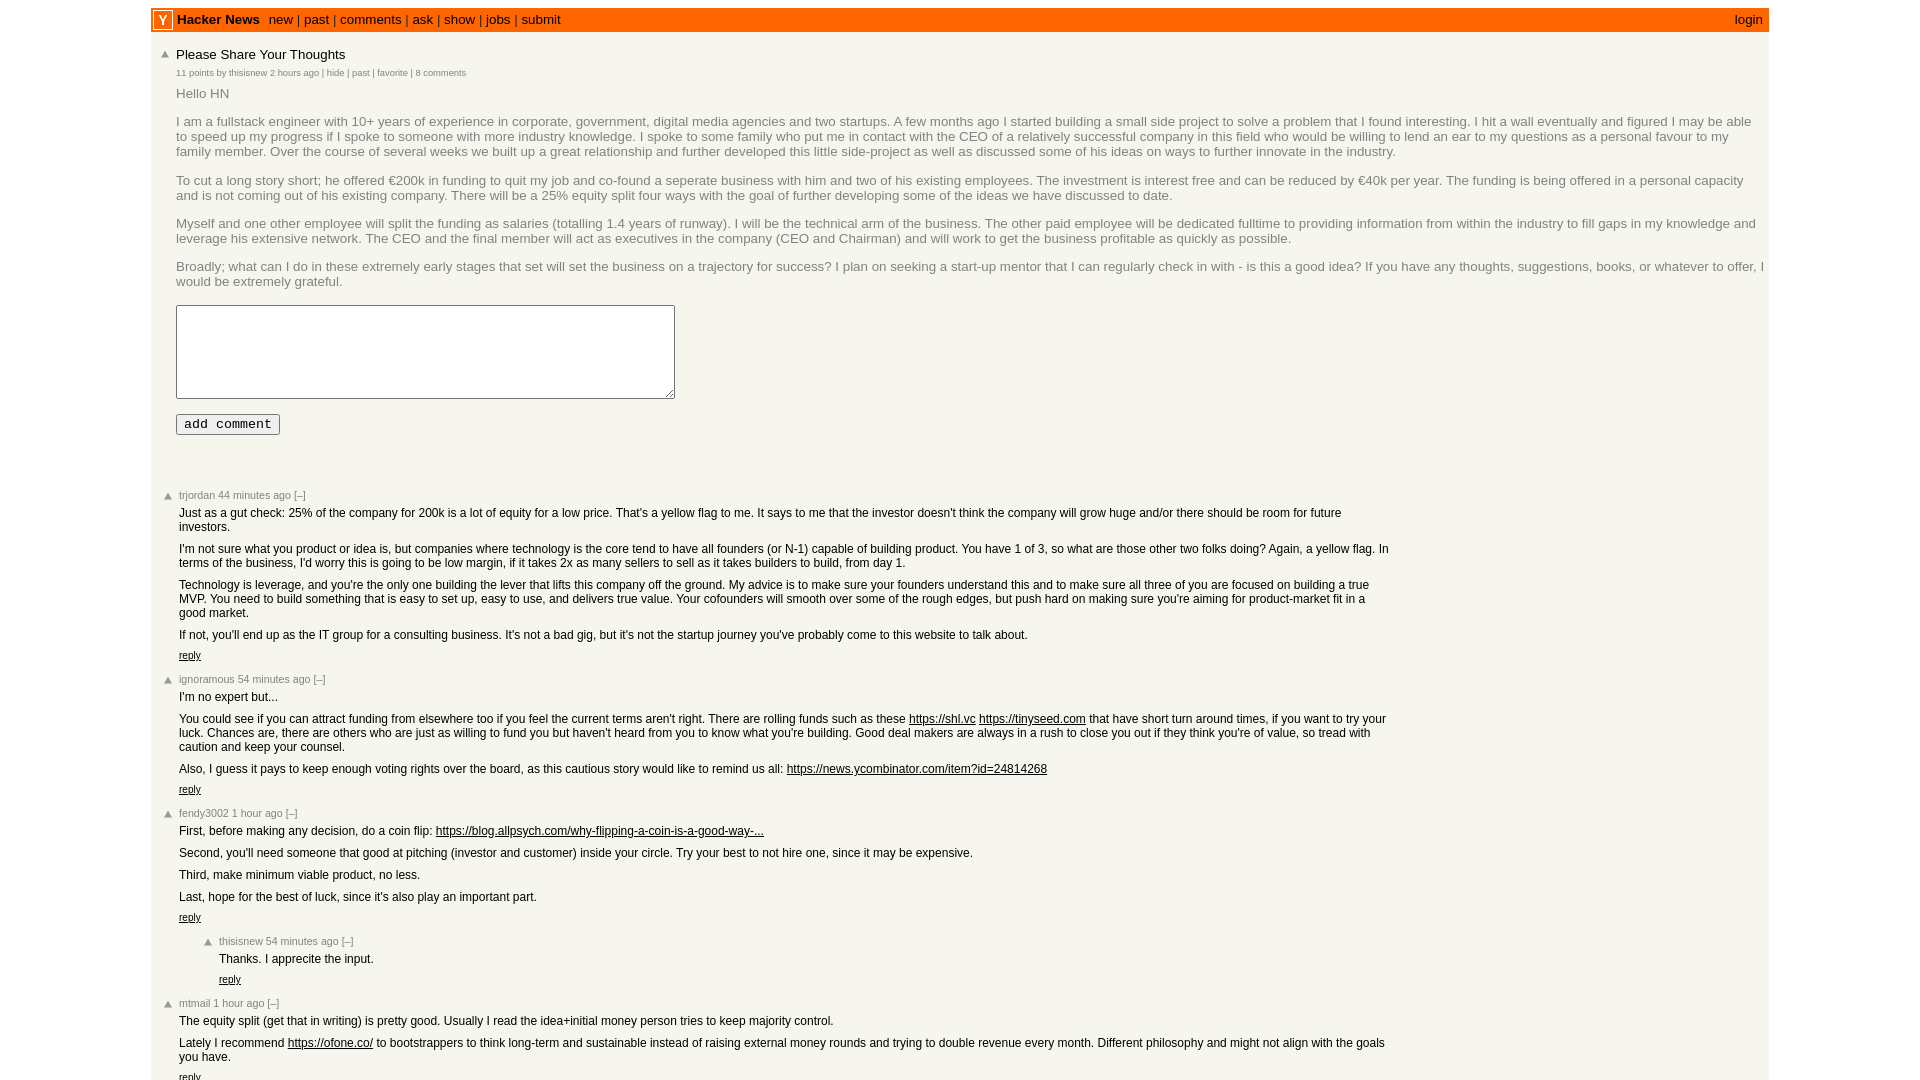 Y Hacker News new | past | comments | ask | show | jobs | submit login
Please Share Your Thoughts
11 points by thisisnew 2 hours ago | hide | past | favorite | 8 comments
Hello HN
I am a fullstack engineer with 10+ years of experience in corporate, government, digital media agencies and two startups. A few months ago I started building a small side project to solve a problem that I found interesting. I hit a wall eventually and figured I may be able
to speed up my progress if I spoke to someone with more industry knowledge. I spoke to some family who put me in contact with the CEO of a relatively successful company in this field who would be willing to lend an ear to my questions as a personal favour to my
family member. Over the course of several weeks we built up a great relationship and further developed this little side-project as well as discussed some of his ideas on ways to further innovate in the industry.
To cut a long story short; he offered €200k in funding to quit my job and co-found a seperate business with him and two of his existing employees. The investment is interest free and can be reduced by €40k per year. The funding is being offered in a personal capacity
and is not coming out of his existing company. There will be a 25% equity split four ways with the goal of further developing some of the ideas we have discussed to date.
Myself and one other employee will split the funding as salaries (totalling 1.4 years of runway). I will be the technical arm of the business. The other paid employee will be dedicated fulltime to providing information from within the industry to fill gaps in my knowledge and
leverage his extensive network. The CEO and the final member will act as executives in the company (CEO and Chairman) and will work to get the business profitable as quickly as possible.
Broadly; what can I do in these extremely early stages that set will set the business on a trajectory for success? I plan on seeking a start-up mentor that I can regularly check in with - is this a good idea? If you have any thoughts, suggestions, books, or whatever to offer, I
would be extremely grateful.
add comment
trjordan 44 minutes ago [–]
Just as a gut check: 25% of the company for 200k is a lot of equity for a low price. That's a yellow flag to me. It says to me that the investor doesn't think the company will grow huge and/or there should be room for future
investors.
I'm not sure what you product or idea is, but companies where technology is the core tend to have all founders (or N-1) capable of building product. You have 1 of 3, so what are those other two folks doing? Again, a yellow flag. In
terms of the business, I'd worry this is going to be low margin, if it takes 2x as many sellers to sell as it takes builders to build, from day 1.
Technology is leverage, and you're the only one building the lever that lifts this company off the ground. My advice is to make sure your founders understand this and to make sure all three of you are focused on building a true
MVP. You need to build something that is easy to set up, easy to use, and delivers true value. Your cofounders will smooth over some of the rough edges, but push hard on making sure you're aiming for product-market fit in a
good market.
If not, you'll end up as the IT group for a consulting business. It's not a bad gig, but it's not the startup journey you've probably come to this website to talk about.
reply
ignoramous 54 minutes ago [–]
I'm no expert but...
You could see if you can attract funding from elsewhere too if you feel the current terms aren't right. There are rolling funds such as these https://shl.vc https://tinyseed.com that have short turn around times, if you want to try your
luck. Chances are, there are others who are just as willing to fund you but haven't heard from you to know what you're building. Good deal makers are always in a rush to close you out if they think you're of value, so tread with
caution and keep your counsel.
Also, I guess it pays to keep enough voting rights over the board, as this cautious story would like to remind us all: https://news.ycombinator.com/item?id=24814268
reply
fendy3002 1 hour ago [–]
First, before making any decision, do a coin flip: https://blog.allpsych.com/why-flipping-a-coin-is-a-good-way-...
Second, you'll need someone that good at pitching (investor and customer) inside your circle. Try your best to not hire one, since it may be expensive.
Third, make minimum viable product, no less.
Last, hope for the best of luck, since it's also play an important part.
reply
thisisnew 54 minutes ago [–]
Thanks. I apprecite the input.
reply
mtmail 1 hour ago [–]
The equity split (get that in writing) is pretty good. Usually I read the idea+initial money person tries to keep majority control.
Lately I recommend https://ofone.co/ to bootstrappers to think long-term and sustainable instead of raising external money rounds and trying to double revenue every month. Different philosophy and might not align with the goals
you have.
reply